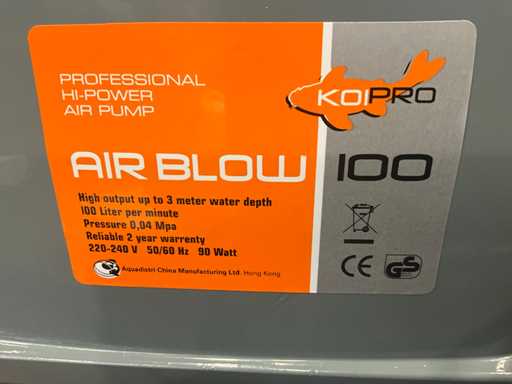 PROFESSIONAL
HI-POWER
AIR PUMP
KOIPRO
AIR BLOW 100
High output up to 3 meter water depth
100 Liter per minute
Pressure 0,04 Mpa
Reliable 2 year warrenty
220-240 V 50/60 Hz 90 Watt
Aquadistri China Manufacturing Ltd. Hong Kong
CE GS